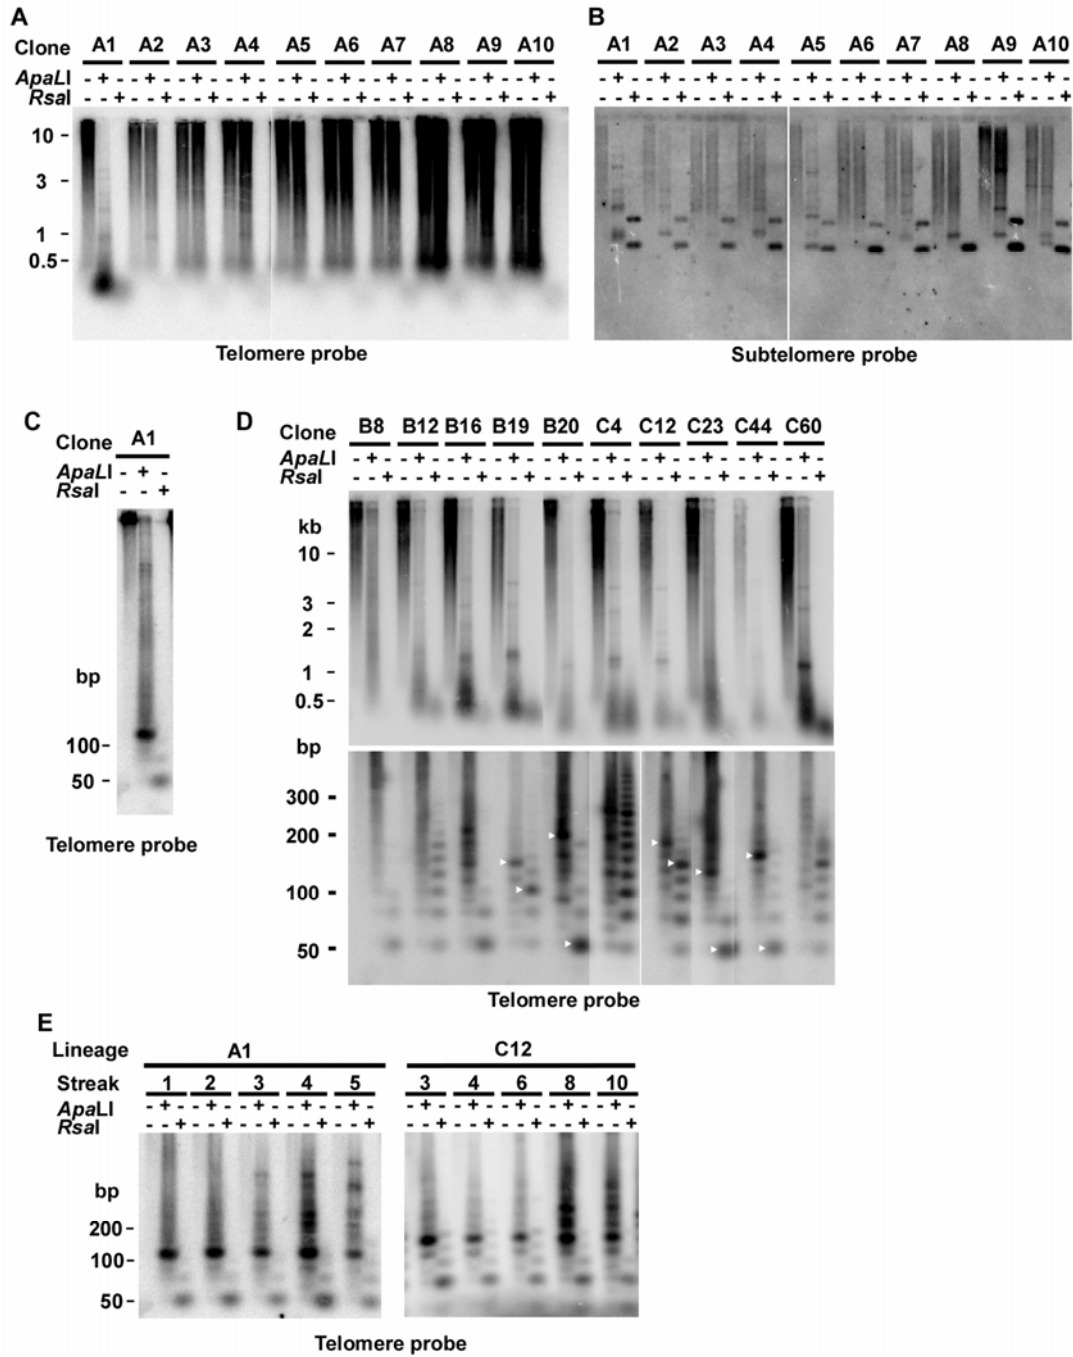 A
Clone A1 A2 A3 A4 A5 A6 A7 A8 A9 A10
ApaLI - + - - + - - + - - + - - + - - + - - + - - + - - + - - + -
RsaI - - + - - + - - + - - + - - + - - + - - + - - + - - + - - +
10 -
3 -
1 -
0.5 -
Telomere probe
B
A1 A2 A3 A4 A5 A6 A7 A8 A9 A10
- + - - + - - + - - + - - + - - + - - + - - + - - + - - + -
- - + - - + - - + - - + - - + - - + - - + - - + - - + - - +
Subtelomere probe
C
Clone A1
ApaLI - + -
RsaI - - +
bp
100-
50 -
Telomere probe
D
Clone B8 B12 B16 B19 B20 C4 C12 C23 C44 C60
ApaLI - + - - + - - + - - + - - + - - + - - + - - + - - + - - + -
RsaI - - + - - + - - + - - + - - + - - + - - + - - + - - + - - +
kb
10 -
3 -
2 -
1 -
0.5 -
bp
300 -
200 -
100 -
50 -
Telomere probe
E
Lineage A1 C12
Streak 1 2 3 4 5 3 4 6 8 10
ApaLI - + - - + - - + - - + - - + - - + - - + - - + - - + - - + -
RsaI - - + - - + - - + - - + - - + - - + - - + - - + - - + - - +
bp
200 -
100 -
50 -
Telomere probe